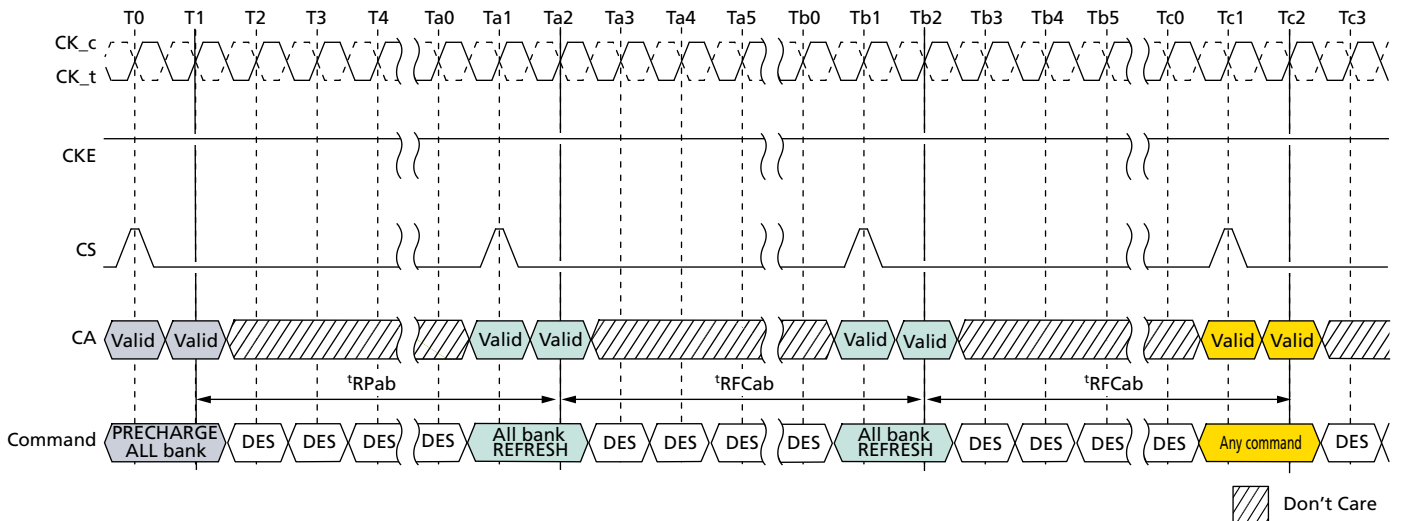 T0 T1 T2 T3 T4 Ta0 Ta1 Ta2 Ta3 Ta4 Ta5 Tb0 Tb1 Tb2 Tb3 Tb4 Tb5 Tc0 Tc1 Tc2 Tc3
CK_c
CK_t
CKE
CS
CA Valid Valid Valid Valid Valid Valid Valid Valid
tRPab tRFCab tRFCab
Command PRECHARGE ALL bank DES DES DES DES All bank REFRESH DES DES DES DES All bank REFRESH DES DES DES DES Any command DES
Don't Care